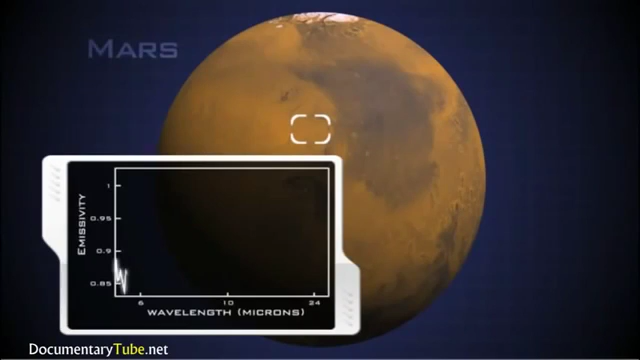 Mars
Emissivity
1
0.95
0.9
0.85
6
10
24
Wavelength (microns)
DocumentaryTube.net